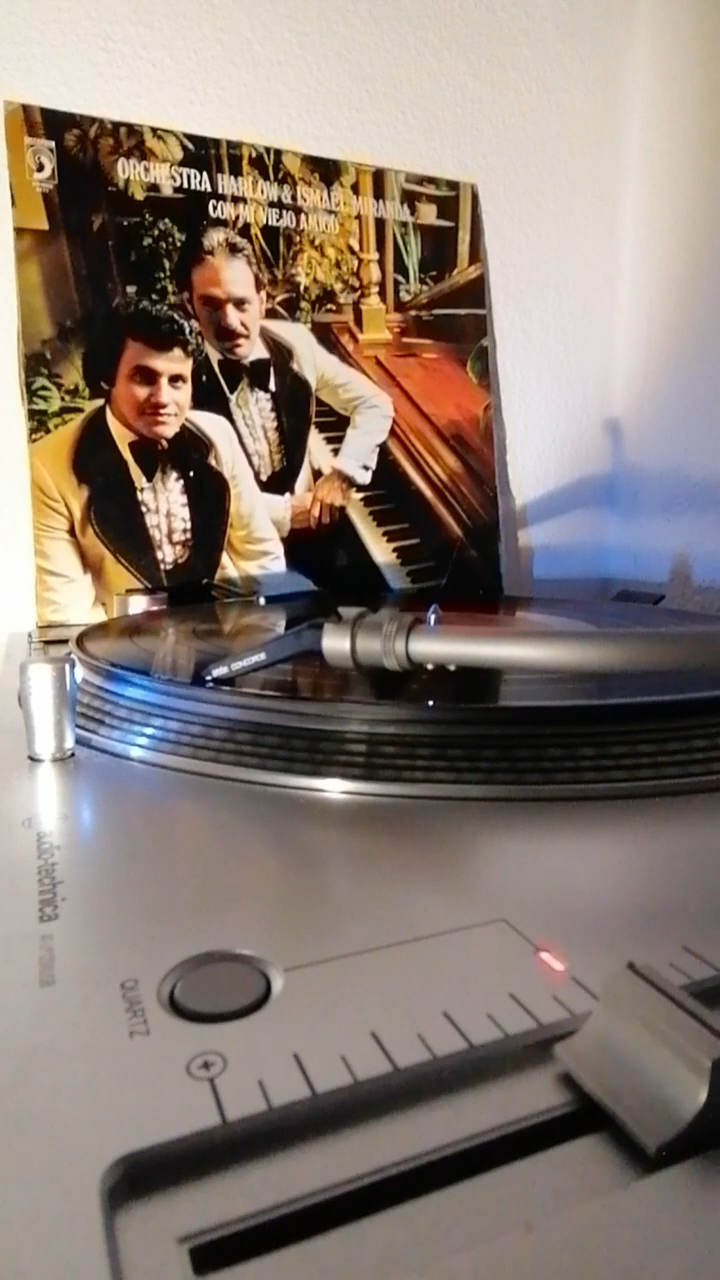 ORCHESTRA HARLOW & ISMAEL MIRANDA
CON MI VIEJO AMIGO
CONCORDE
audio-technica
QUARTZ
+